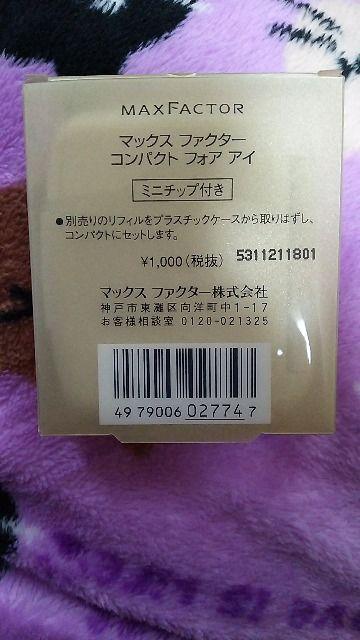 MAXFACTOR
マックス ファクター
コンパクト フォア アイ
ミニチップ付き
●別売りのリフィルをプラスチックケースから取りはずし、
コンパクトにセットします。
¥1,000(税抜) 5311211801
マックス ファクター株式会社
神戸市東灘区向洋町中1-17
お客様相談室 0120-021325
4979006 027747